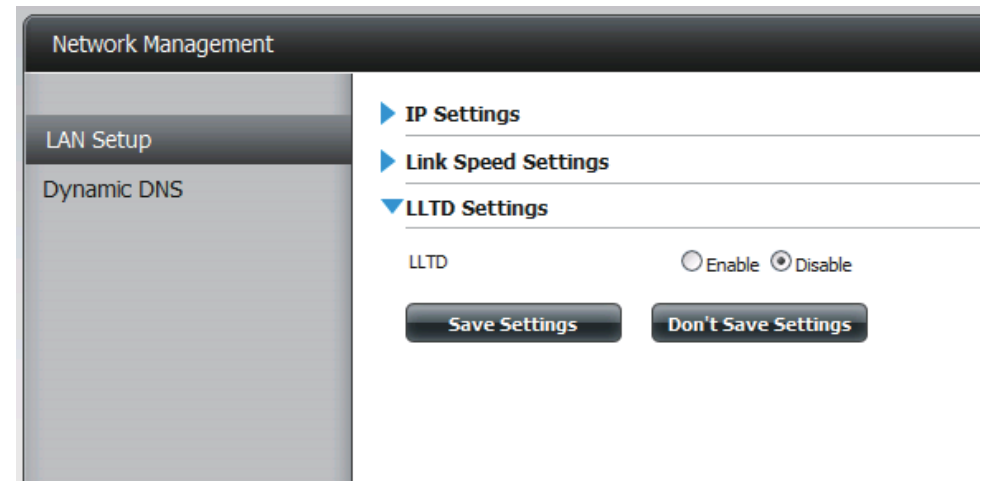 Network Management
LAN Setup
Dynamic DNS
IP Settings
Link Speed Settings
LLTD Settings
LLTD Enable Disable
Save Settings Don't Save Settings